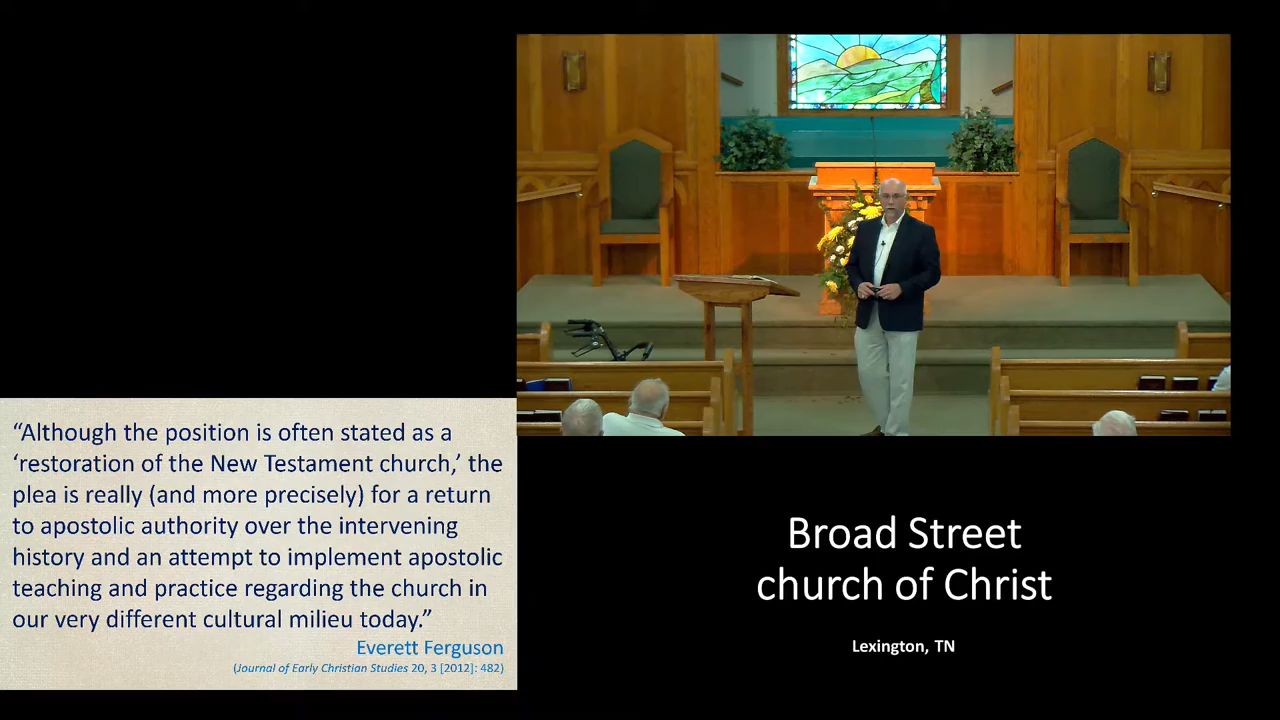 “Although the position is often stated as a
‘restoration of the New Testament church,’ the
plea is really (and more precisely) for a return
to apostolic authority over the intervening
history and an attempt to implement apostolic
teaching and practice regarding the church in
our very different cultural milieu today.”
Everett Ferguson
(Journal of Early Christian Studies 20, 3 [2012]: 482)
Broad Street
church of Christ
Lexington, TN